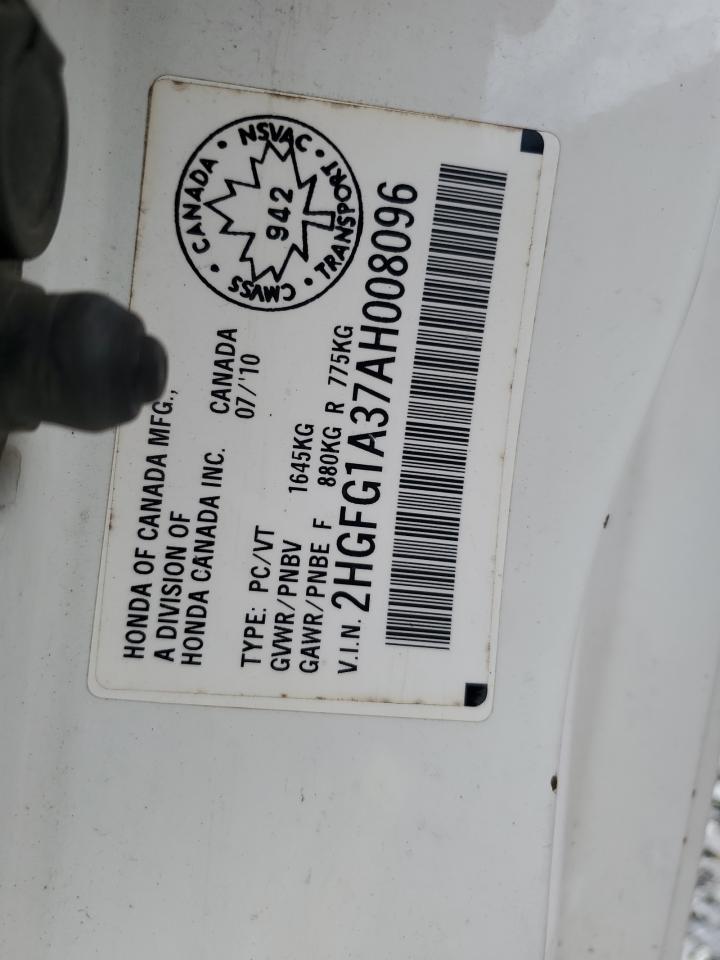 HONDA OF CANADA MFG.,
A DIVISION OF
HONDA CANADA INC. CANADA
07/'10
TYPE: PC/VT
GVWR/PNBV 1645KG
GAWR/PNBE F 880KG R 775KG
V.I.N. 2HGFG1A37AH008096
CANADA • NSVAC • TRANSPORT • CMVSS •
942